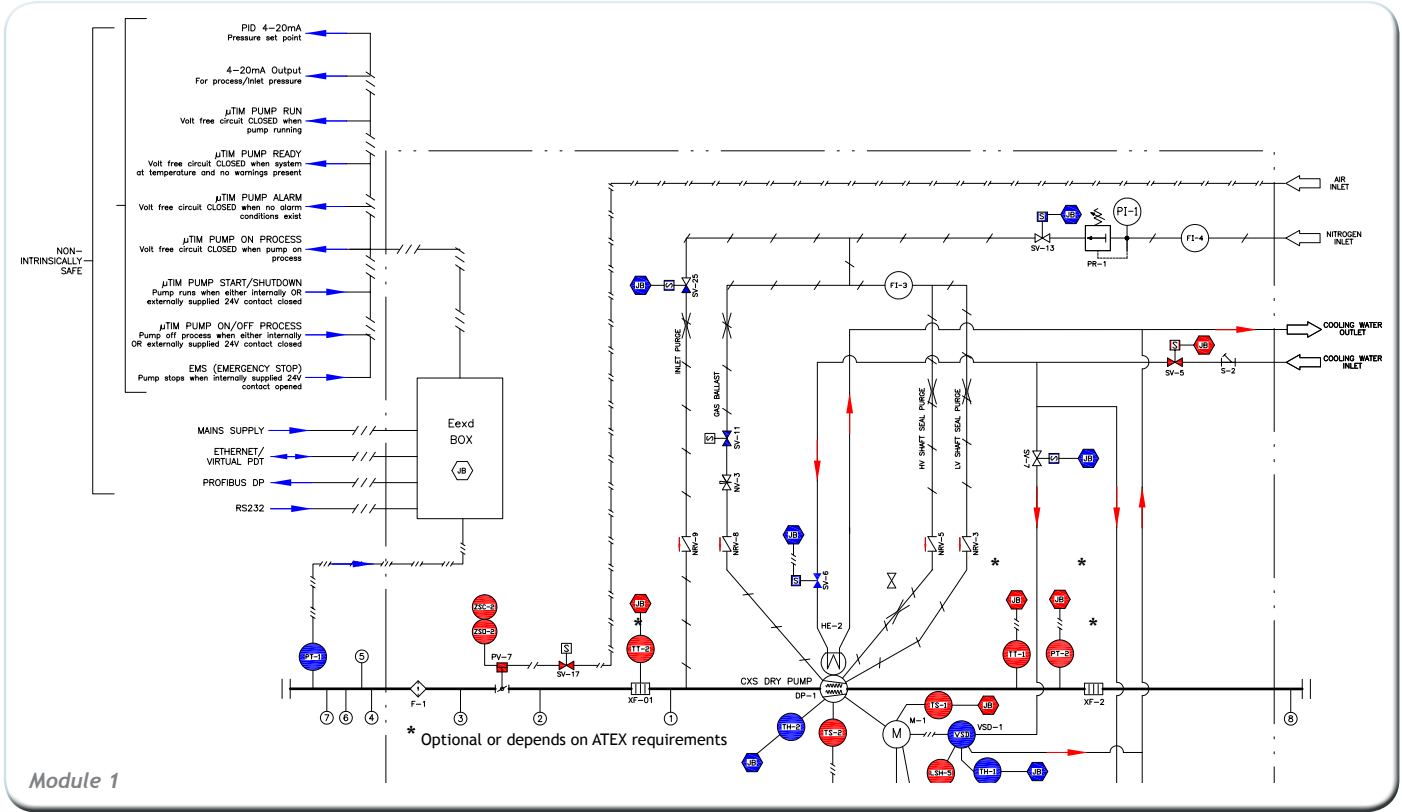 PID 4-20mA
Pressure set point
4-20mA Output
For process/Inlet pressure
µTIM PUMP RUN
Volt free circuit CLOSED when
pump running
µTIM PUMP READY
Volt free circuit CLOSED when system
at temperature and no warnings present
µTIM PUMP ALARM
Volt free circuit CLOSED when no alarm
conditions exist
µTIM PUMP ON PROCESS
Volt free circuit CLOSED when pump on
process
µTIM PUMP START/SHUTDOWN
Pump runs when either internally OR
externally supplied 24V contact closed
µTIM PUMP ON/OFF PROCESS
Pump off process when either internally
OR externally supplied 24V contact closed
EMS (EMERGENCY STOP)
Pump stops when internally supplied 24V
contact opened
NON-
INTRINSICALLY
SAFE
MAINS SUPPLY
ETHERNET/
VIRTUAL PDT
PROFIBUS DP
RS232
Eexd
BOX
JB
AIR
INLET
NITROGEN
INLET
COOLING WATER
OUTLET
COOLING WATER
INLET
S
JB
SV-13
PR-1
PI-1
FI-4
JB
S
SV-25
FI-3
INLET PURGE
GAS BALLAST
HV SHAFT SEAL PURGE
LV SHAFT SEAL PURGE
S
JB
SV-5
S-2
S
SV-11
NV-3
SV-7
S
JB
NRV-9
NRV-8
NRV-5
NRV-3
JB
S
SV-6
HE-2
*
*
*
*
ZSC-2
ZSO-2
PV-7
S
SV-17
JB
TT-2
JB
TT-1
JB
PT-2
PT-1
5
7
6
4
F-1
3
2
XF-01
1
CXS DRY PUMP
DP-1
XF-2
8
TH-2
JB
TS-2
M
M-1
TS-1
JB
VSD
VSD-1
LSH-5
TH-1
JB
* Optional or depends on ATEX requirements
Module 1